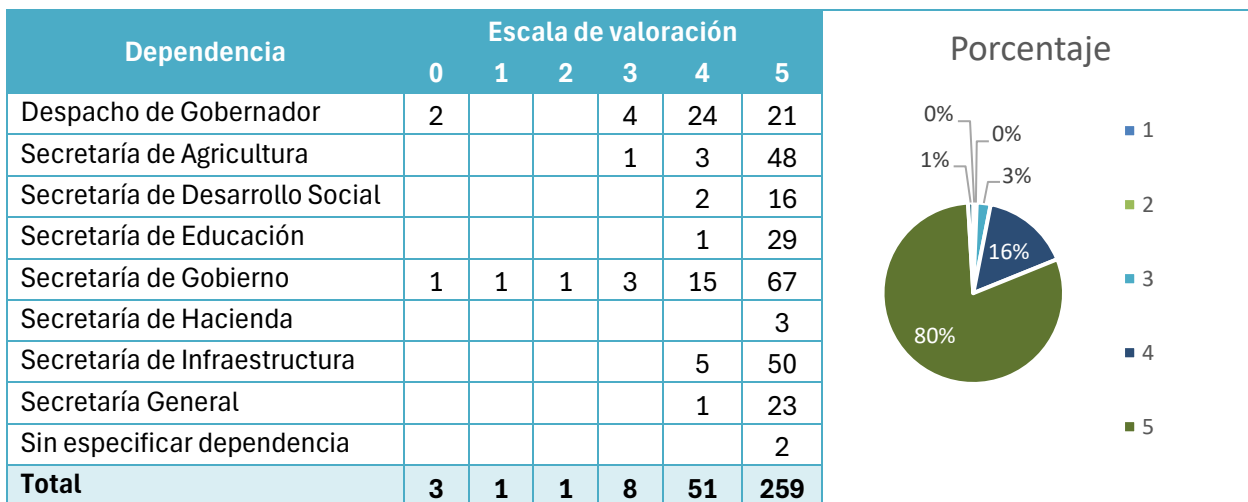 Dependencia Escala de valoración
0 1 2 3 4 5
Despacho de Gobernador 2 4 24 21
Secretaría de Agricultura 1 3 48
Secretaría de Desarrollo Social 2 16
Secretaría de Educación 1 29
Secretaría de Gobierno 1 1 1 3 15 67
Secretaría de Hacienda 3
Secretaría de Infraestructura 5 50
Secretaría General 1 23
Sin especificar dependencia 2
Total 3 1 1 8 51 259
Porcentaje
0%
0%
1%
3%
16%
80%
1
2
3
4
5